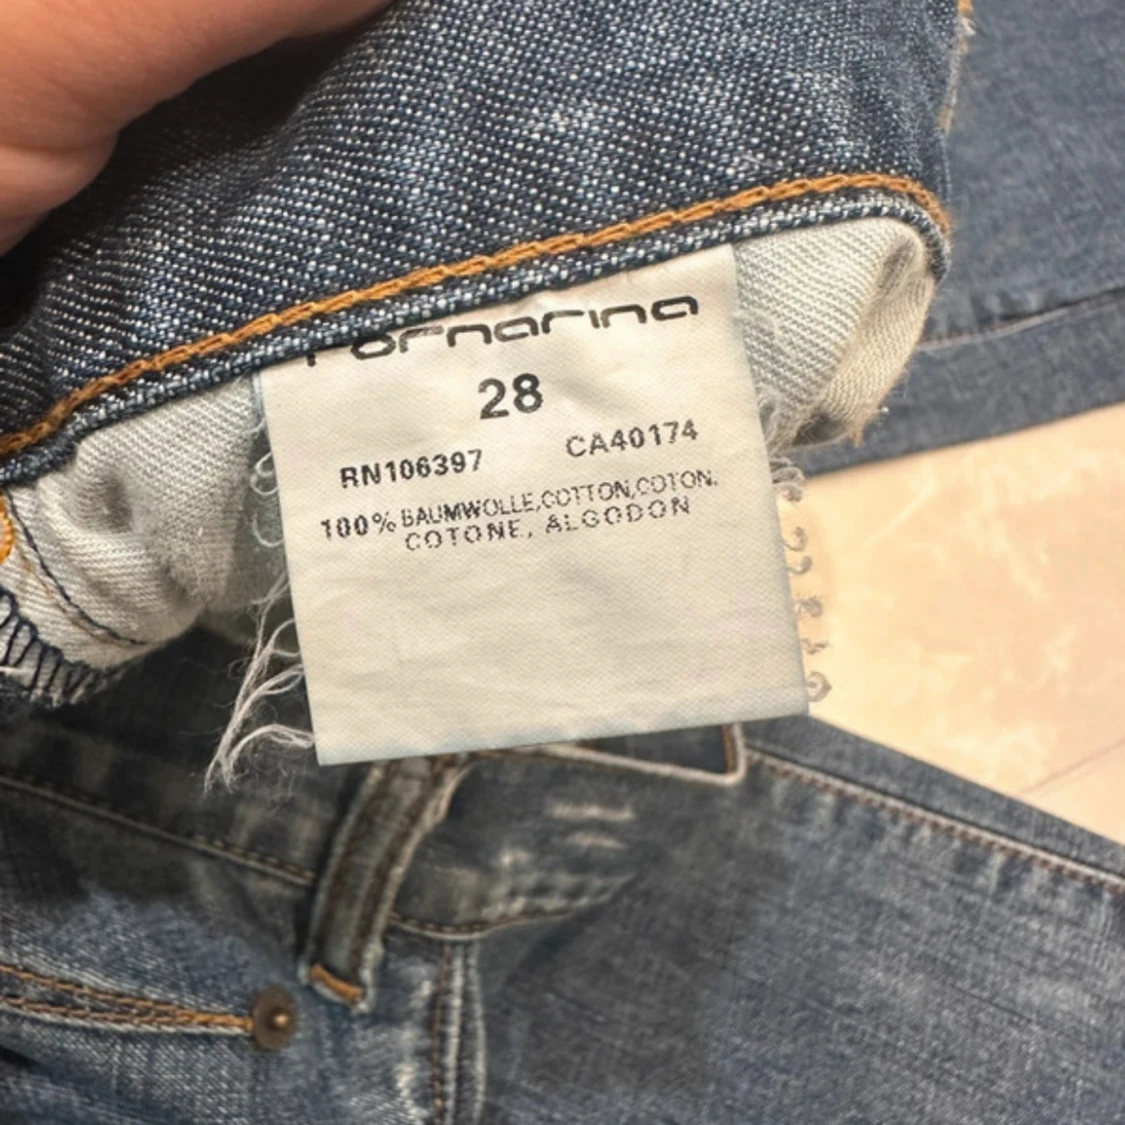 Fornarina
28
RN106397 CA40174
100% BAUMWOLLE,COTTON,COTON,
COTONE, ALGODON